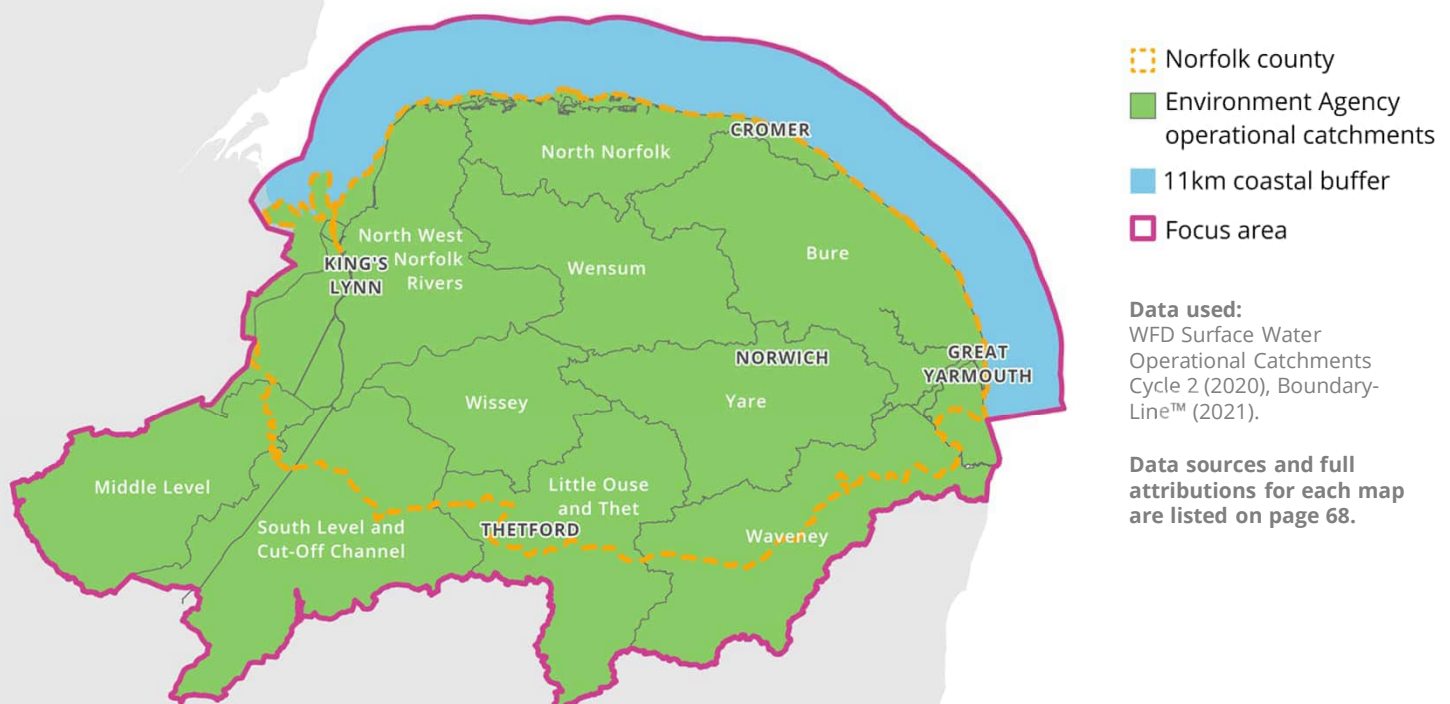 CROMER
North Norfolk
North West
Norfolk
Rivers
KING'S
LYNN
Wensum
Bure
NORWICH
GREAT
YARMOUTH
Wissey
Yare
Middle Level
Little Ouse
and Thet
South Level and
Cut-Off Channel
THETFORD
Waveney
Norfolk county
Environment Agency
operational catchments
11km coastal buffer
Focus area
Data used:
WFD Surface Water
Operational Catchments
Cycle 2 (2020), Boundary-
Line™ (2021).
Data sources and full
attributions for each map
are listed on page 68.